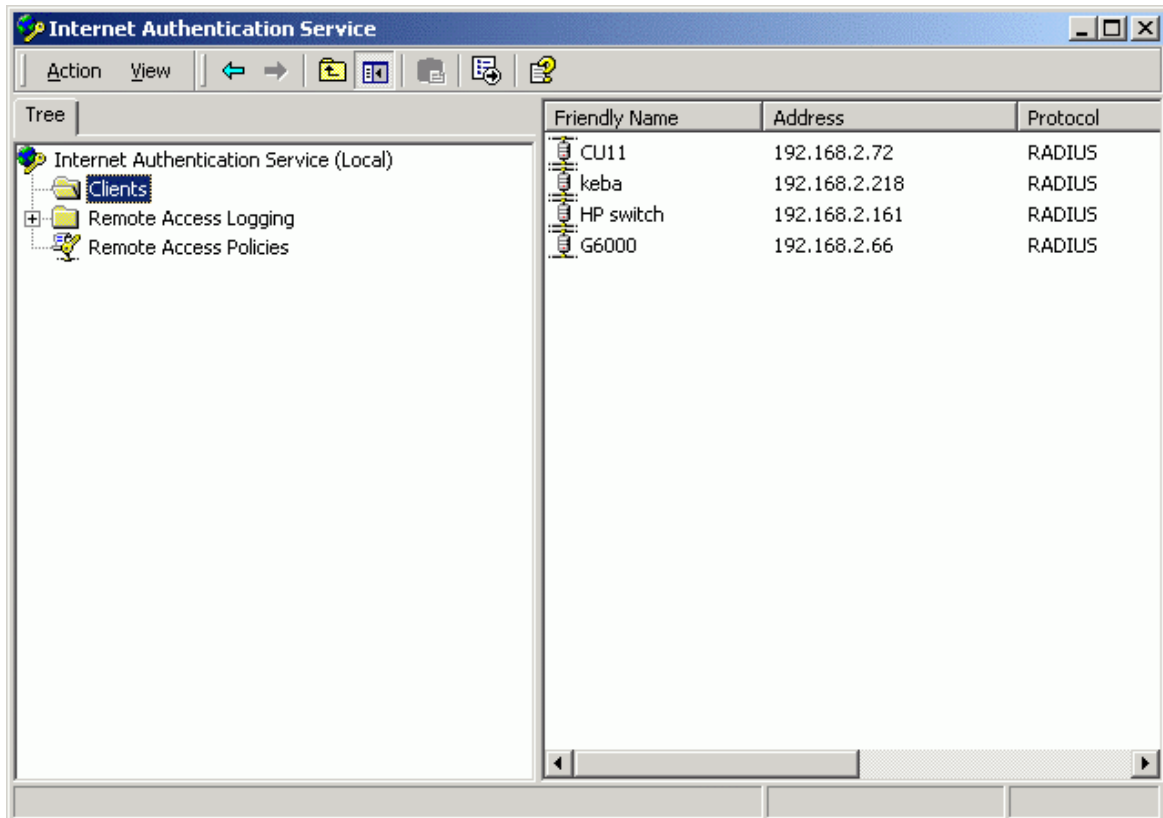 Internet Authentication Service
Action View
Tree
Internet Authentication Service (Local)
Clients
Remote Access Logging
Remote Access Policies
Friendly Name Address Protocol
CU11 192.168.2.72 RADIUS
keba 192.168.2.218 RADIUS
HP switch 192.168.2.161 RADIUS
G6000 192.168.2.66 RADIUS